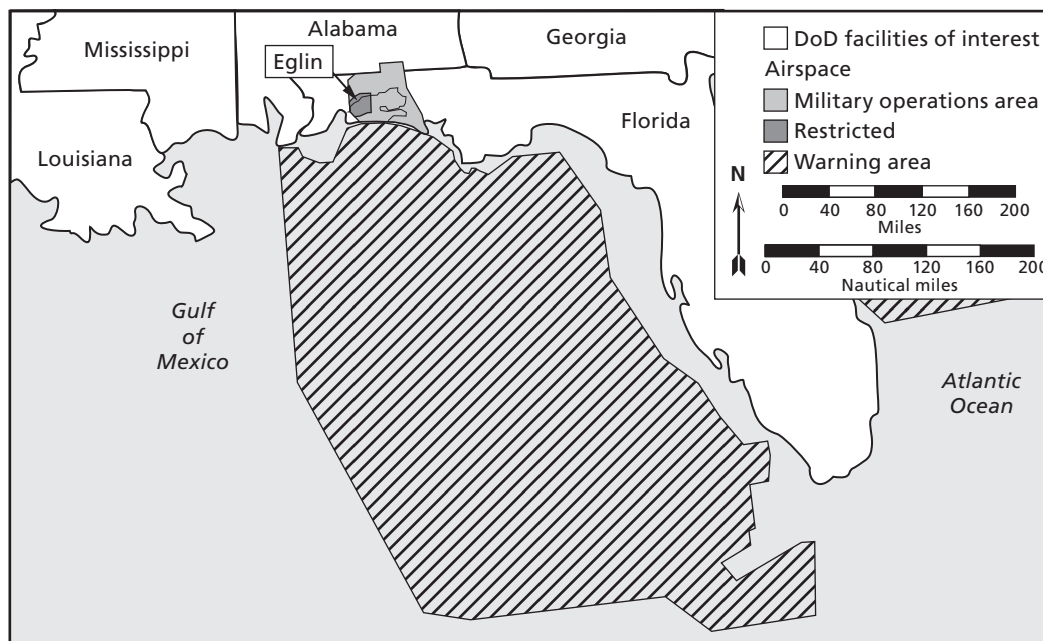 Mississippi
Alabama
Georgia
Eglin
Louisiana
Florida
Gulf
of
Mexico
Atlantic
Ocean
DoD facilities of interest
Airspace
Military operations area
Restricted
Warning area
N
0 40 80 120 160 200
Miles
0 40 80 120 160 200
Nautical miles